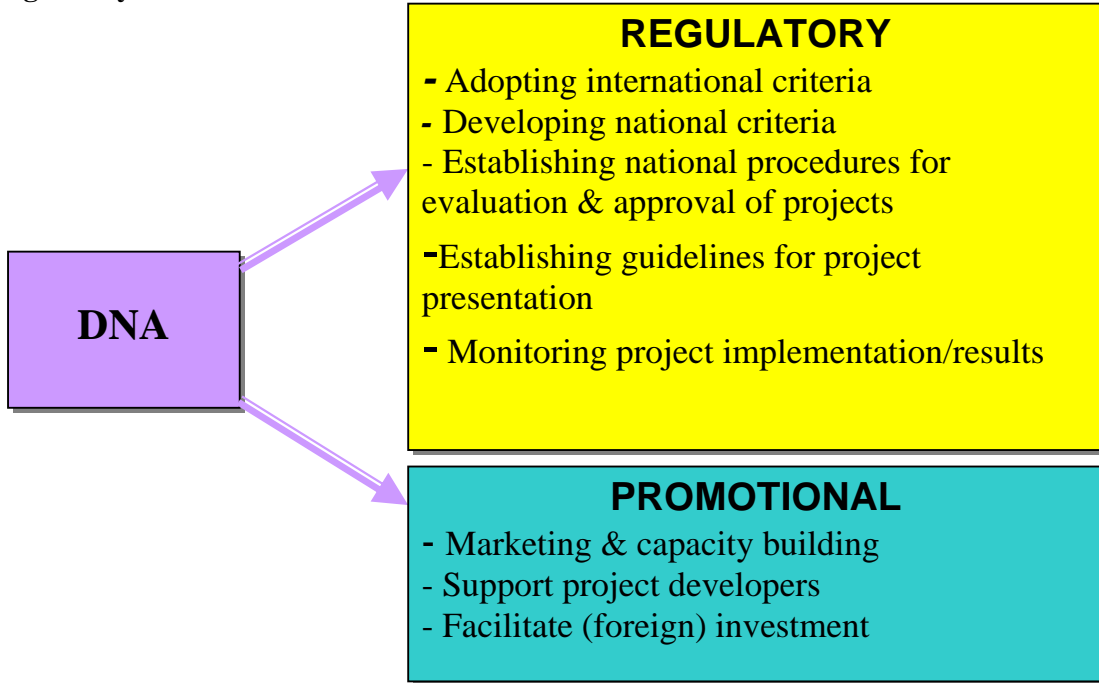 DNA
REGULATORY
- Adopting international criteria
- Developing national criteria
- Establishing national procedures for
evaluation & approval of projects
-Establishing guidelines for project
presentation
- Monitoring project implementation/results
PROMOTIONAL
- Marketing & capacity building
- Support project developers
- Facilitate (foreign) investment